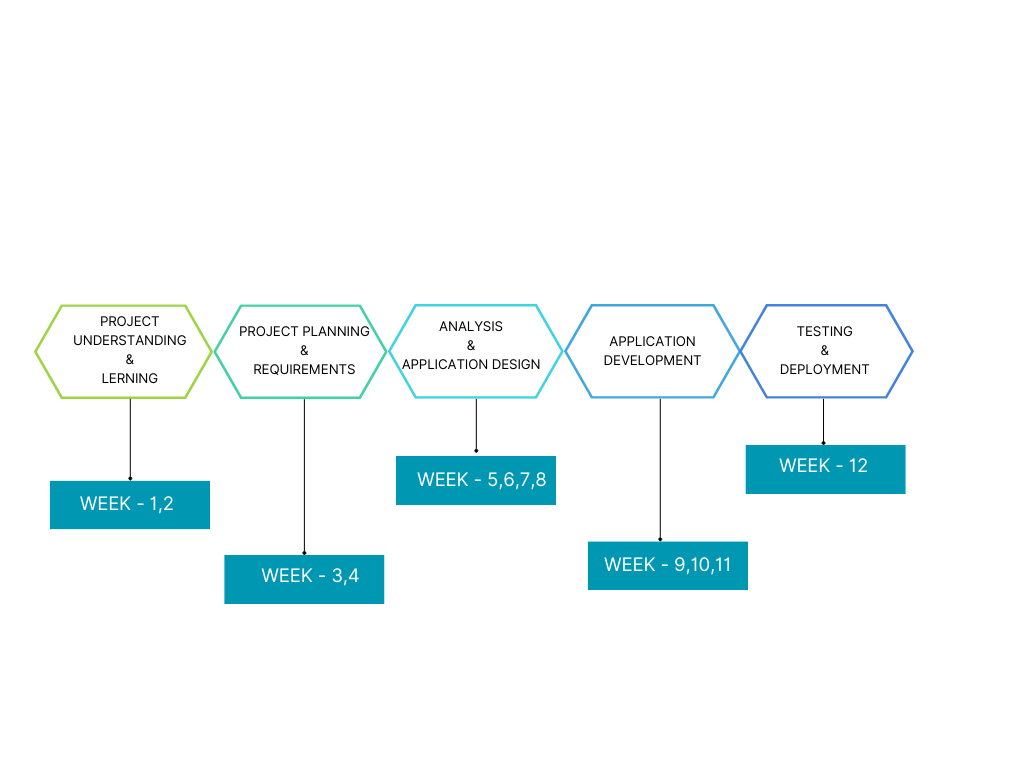 PROJECT
UNDERSTANDING
&
LERNING
PROJECT PLANNING
&
REQUIREMENTS
ANALYSIS
&
APPLICATION DESIGN
APPLICATION
DEVELOPMENT
TESTING
&
DEPLOYMENT
WEEK - 1,2
WEEK - 3,4
WEEK - 5,6,7,8
WEEK - 9,10,11
WEEK - 12